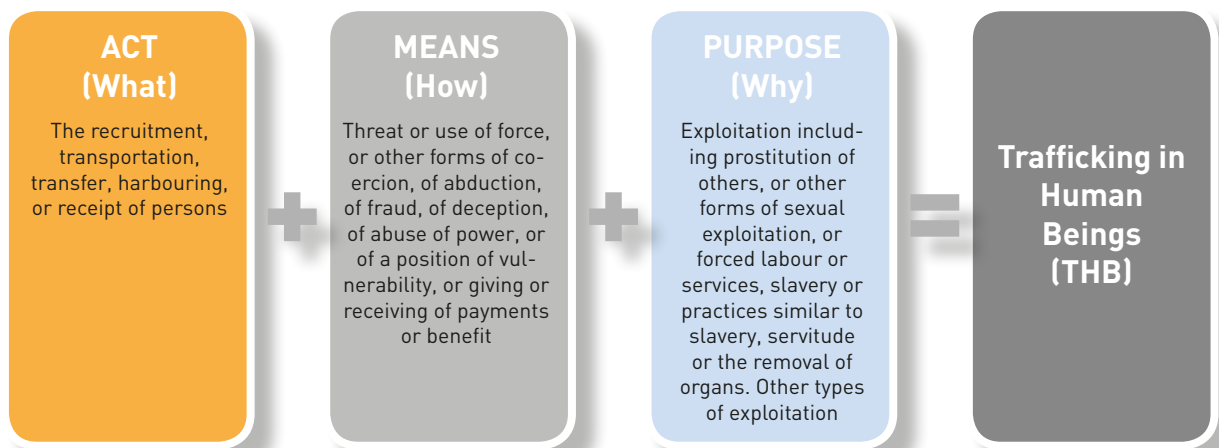 ACT
(What)
The recruitment,
transportation,
transfer, harbouring,
or receipt of persons
+
MEANS
(How)
Threat or use of force,
or other forms of co-
ercion, of abduction,
of fraud, of deception,
of abuse of power, or
of a position of vul-
nerability, or giving or
receiving of payments
or benefit
+
PURPOSE
(Why)
Exploitation includ-
ing prostitution of
others, or other
forms of sexual
exploitation, or
forced labour or
services, slavery or
practices similar to
slavery, servitude
or the removal of
organs. Other types
of exploitation
=
Trafficking in
Human
Beings
(THB)